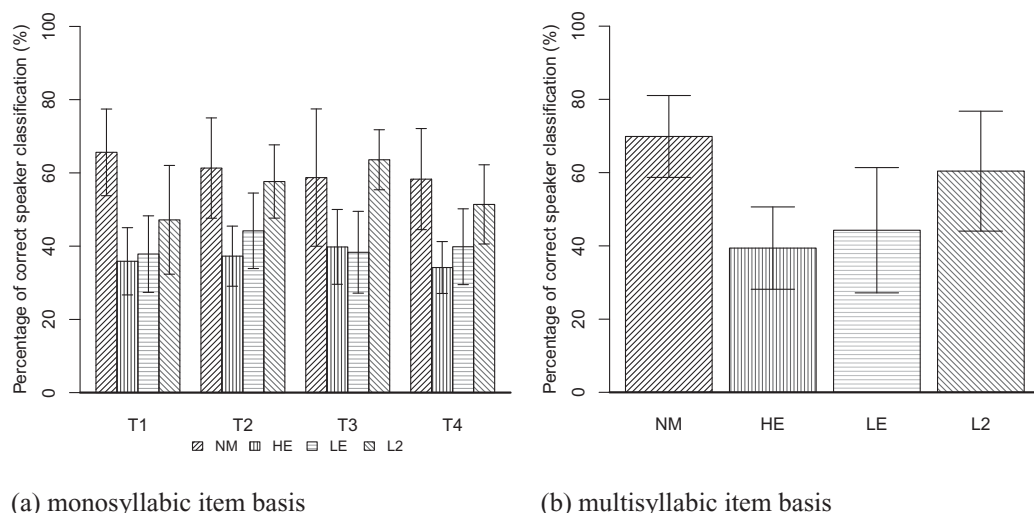 Percentage of correct speaker classification (%)
0 20 40 60 80 100
T1 T2 T3 T4
NM HE LE L2
(a) monosyllabic item basis
Percentage of correct speaker classification (%)
0 20 40 60 80 100
NM HE LE L2
(b) multisyllabic item basis